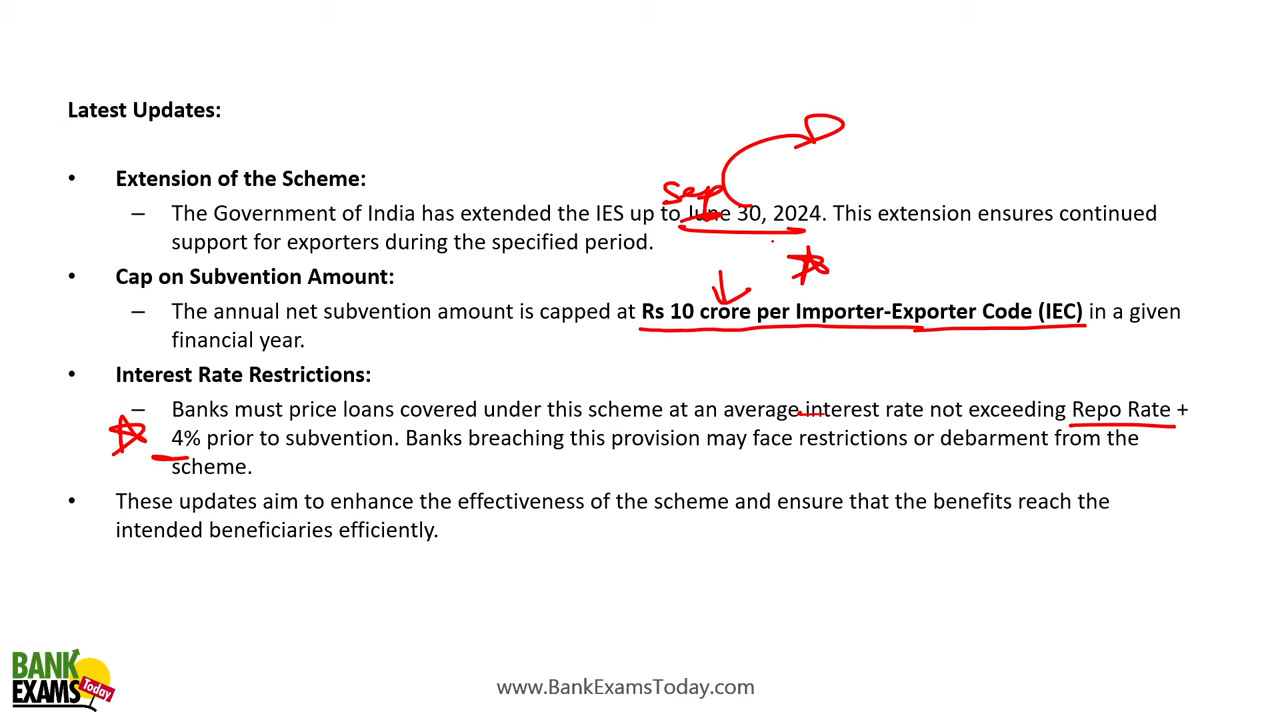 Latest Updates:
• Extension of the Scheme:
Sep
– The Government of India has extended the IES up to June 30, 2024. This extension ensures continued
support for exporters during the specified period.
• Cap on Subvention Amount:
– The annual net subvention amount is capped at Rs 10 crore per Importer-Exporter Code (IEC) in a given
financial year.
• Interest Rate Restrictions:
– Banks must price loans covered under this scheme at an average interest rate not exceeding Repo Rate +
4% prior to subvention. Banks breaching this provision may face restrictions or debarment from the
scheme.
• These updates aim to enhance the effectiveness of the scheme and ensure that the benefits reach the
intended beneficiaries efficiently.
BANK
EXAMS
Today
www.BankExamsToday.com